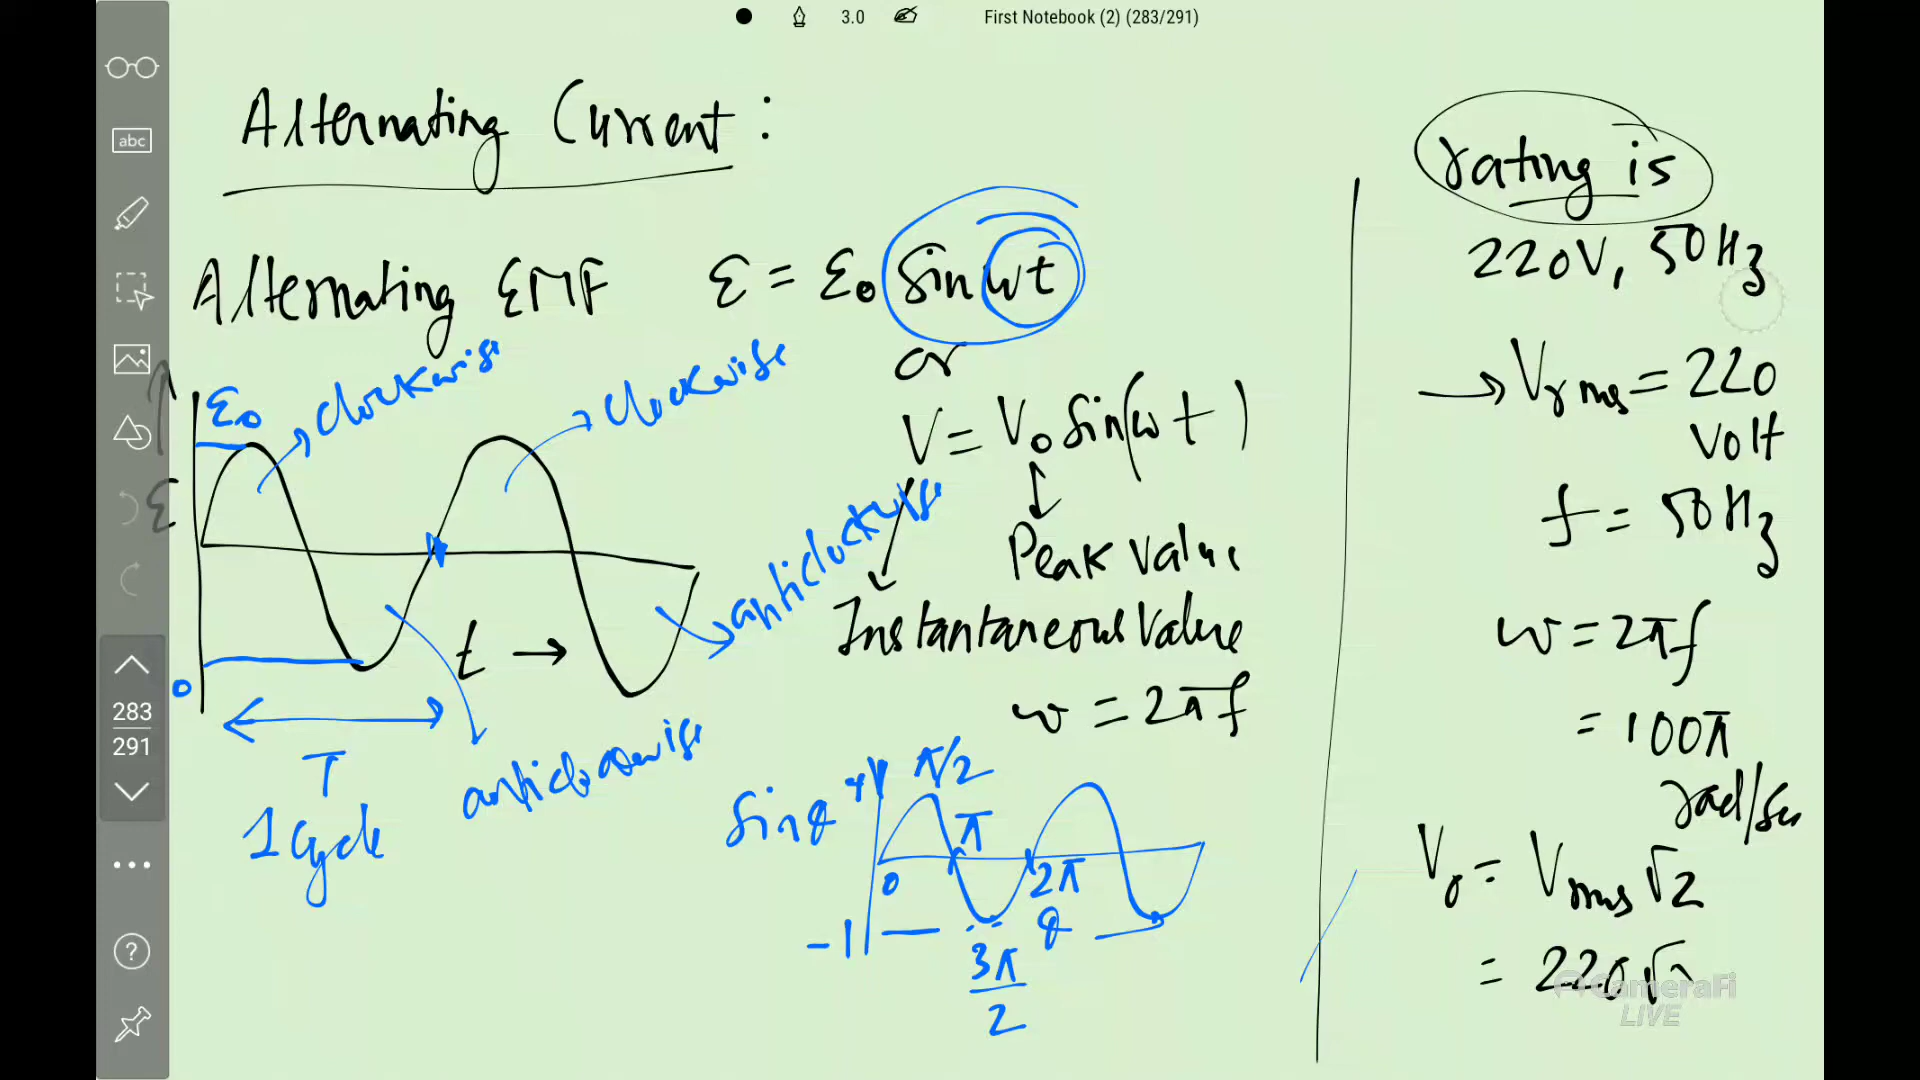 3.0
First Notebook (2) (283/291)
abc
Alternating Current :
Alternating EMF ε = ε₀ sin ωt
or
V = V₀ sin(ωt)
Peak Value
Instantaneous Value
ω = 2πf
ε₀
clockwise
clockwise
anticlockwise
anticlockwise
ε
t →
0
T
1 Cycle
283
291
sinθ
+1
π/2
π
0
2π
θ
-1
3π
2
rating is
220V, 50Hz
→ Vrms = 220
Volt
f = 50Hz
ω = 2πf
= 100π
rad/sec
V₀ = Vrms √2
= 220√2
CameraFi
LIVE
?